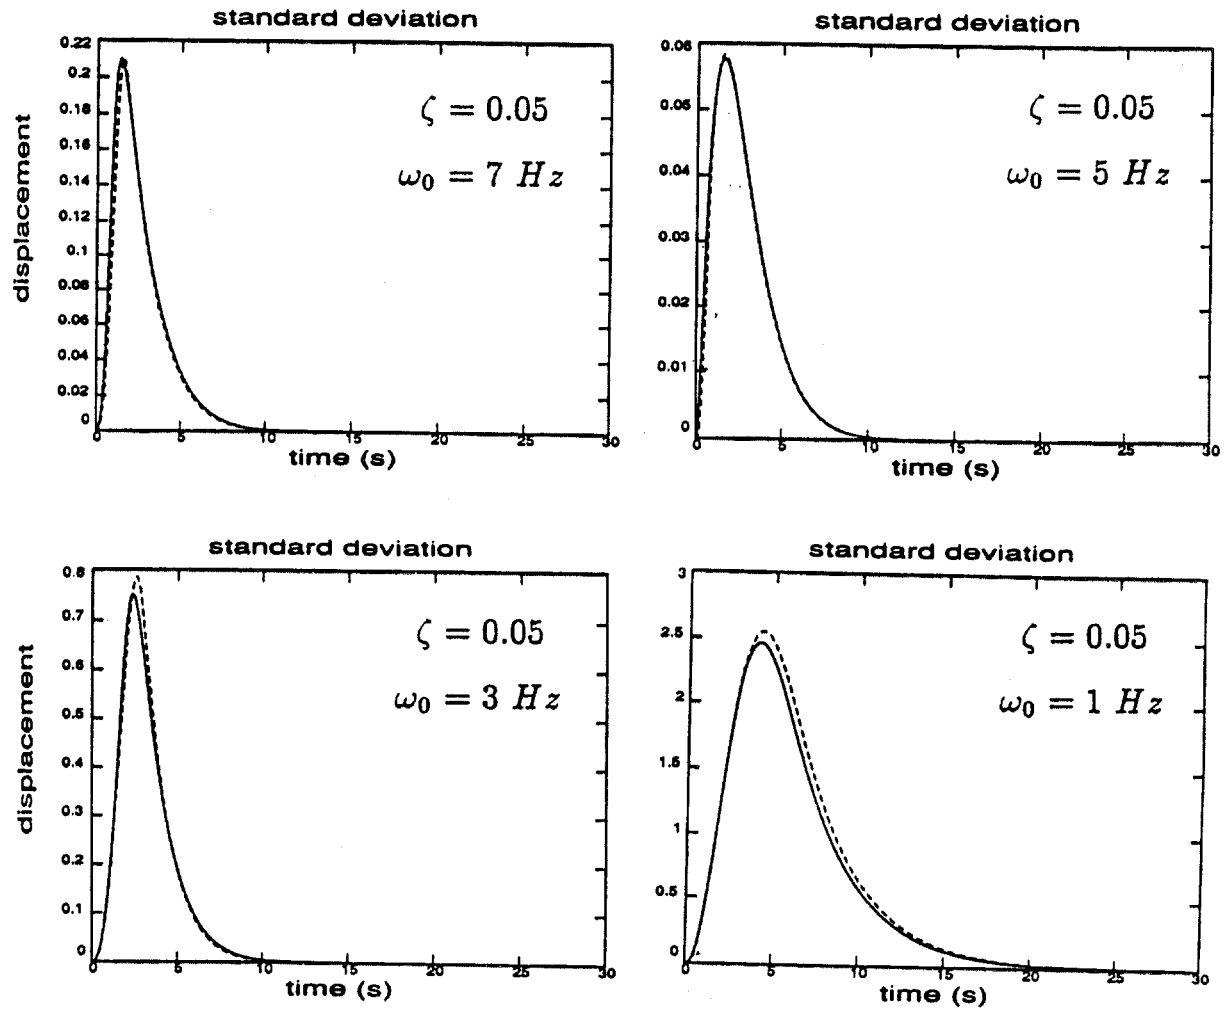 standard deviation
displacement
0.22
0.2
0.18
0.16
0.14
0.12
0.1
0.08
0.06
0.04
0.02
0
ζ = 0.05
ω₀ = 7 Hz
0 5 10 15 20 25 30
time (s)
standard deviation
0.06
0.05
0.04
0.03
0.02
0.01
0
ζ = 0.05
ω₀ = 5 Hz
0 5 10 15 20 25 30
time (s)
standard deviation
displacement
0.8
0.7
0.6
0.5
0.4
0.3
0.2
0.1
0
ζ = 0.05
ω₀ = 3 Hz
0 5 10 15 20 25 30
time (s)
standard deviation
3
2.5
2
1.5
1
0.5
0
ζ = 0.05
ω₀ = 1 Hz
0 5 10 15 20 25 30
time (s)